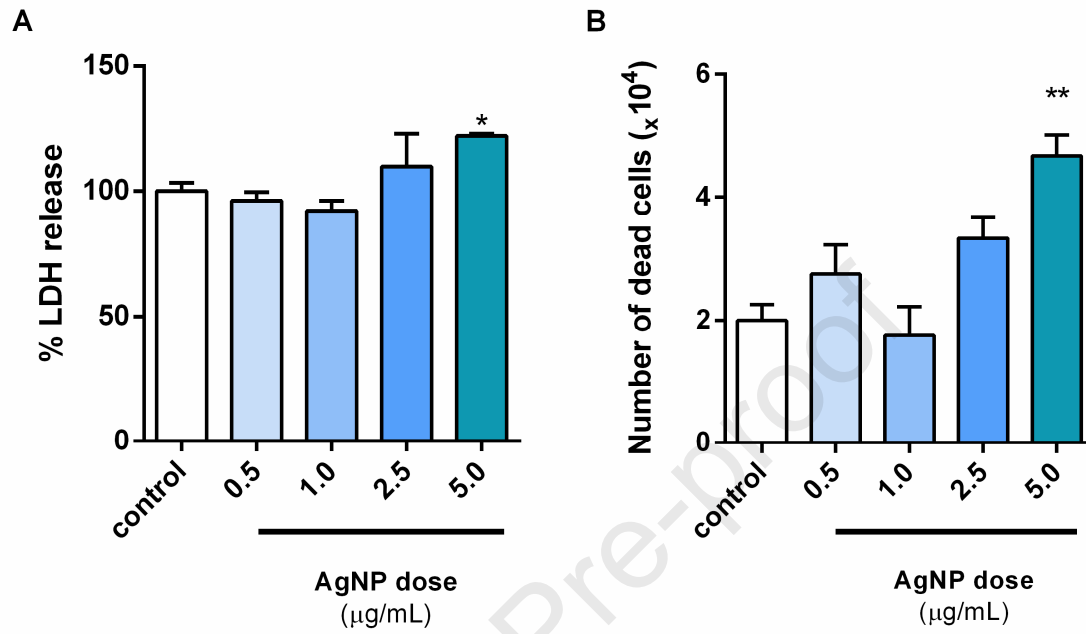 A
% LDH release
150
100
50
0
*
control
0.5
1.0
2.5
5.0
AgNP dose
(μg/mL)
B
Number of dead cells (x10⁴)
6
4
2
0
**
control
0.5
1.0
2.5
5.0
AgNP dose
(μg/mL)
Pre-proof